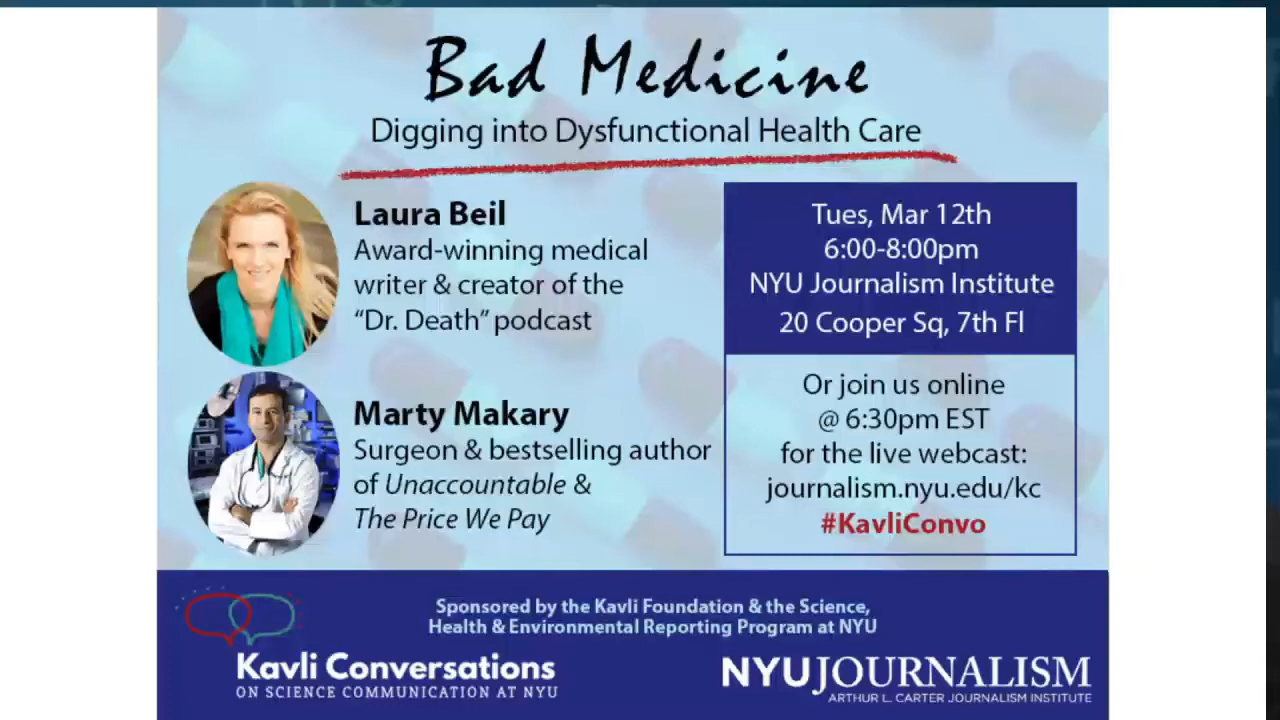 Bad Medicine
Digging into Dysfunctional Health Care
Laura Beil
Award-winning medical
writer & creator of the
“Dr. Death” podcast
Marty Makary
Surgeon & bestselling author
of Unaccountable &
The Price We Pay
Tues, Mar 12th
6:00-8:00pm
NYU Journalism Institute
20 Cooper Sq, 7th Fl
Or join us online
@ 6:30pm EST
for the live webcast:
journalism.nyu.edu/kc
#KavliConvo
Sponsored by the Kavli Foundation & the Science,
Health & Environmental Reporting Program at NYU
Kavli Conversations
ON SCIENCE COMMUNICATION AT NYU
NYUJOURNALISM
ARTHUR L. CARTER JOURNALISM INSTITUTE